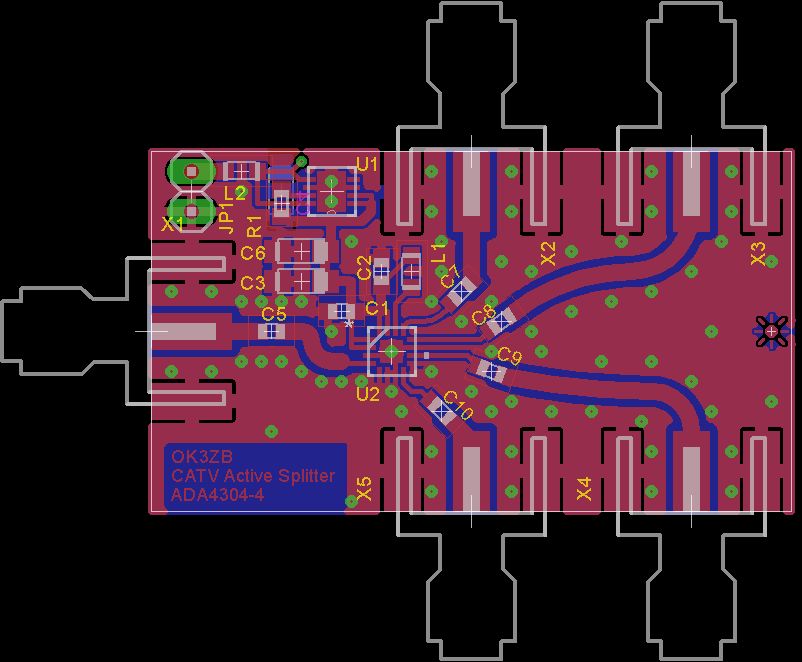 U1
L2
X1
JP1
R1
X2
X3
L1
C6
C2
C3
C7
C5
C1
C8
C9
U2
C10
OK3ZB
CATV Active Splitter
ADA4304-4
X5
X4